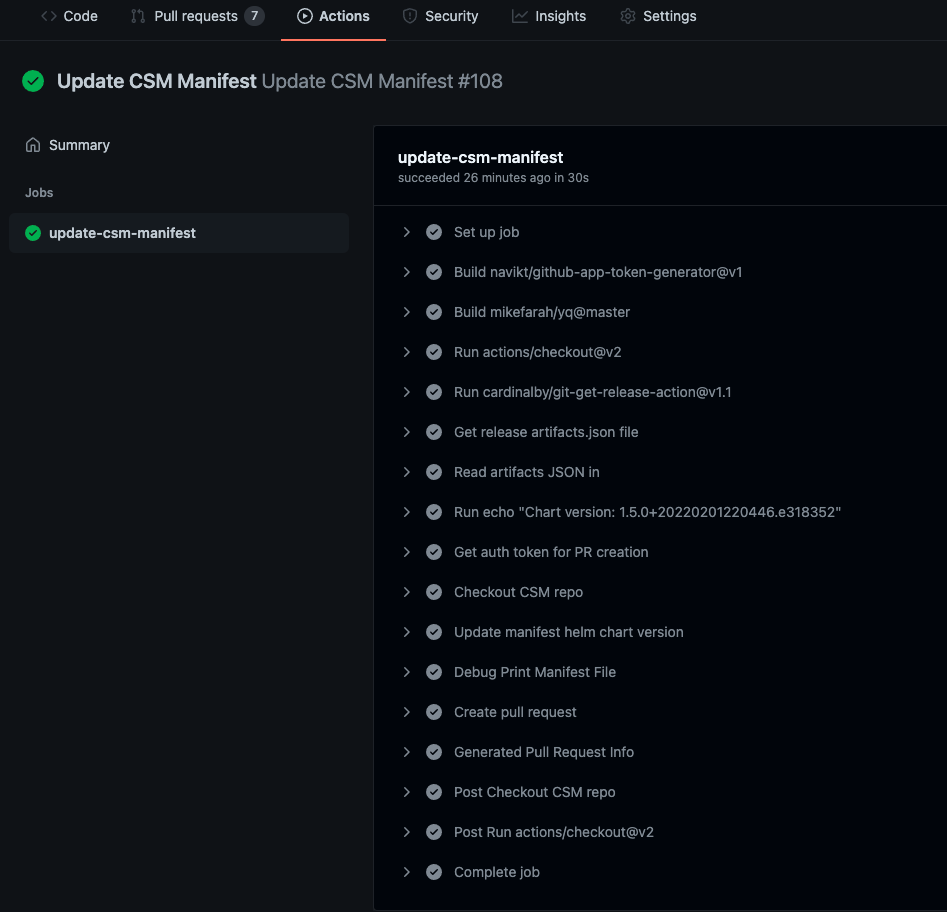 Code Pull requests 7 Actions Security Insights Settings
Update CSM Manifest Update CSM Manifest #108
Summary
Jobs
update-csm-manifest
update-csm-manifest
succeeded 26 minutes ago in 30s
Set up job
Build navikt/github-app-token-generator@v1
Build mikefarah/yq@master
Run actions/checkout@v2
Run cardinalby/git-get-release-action@v1.1
Get release artifacts.json file
Read artifacts JSON in
Run echo "Chart version: 1.5.0+20220201220446.e318352"
Get auth token for PR creation
Checkout CSM repo
Update manifest helm chart version
Debug Print Manifest File
Create pull request
Generated Pull Request Info
Post Checkout CSM repo
Post Run actions/checkout@v2
Complete job